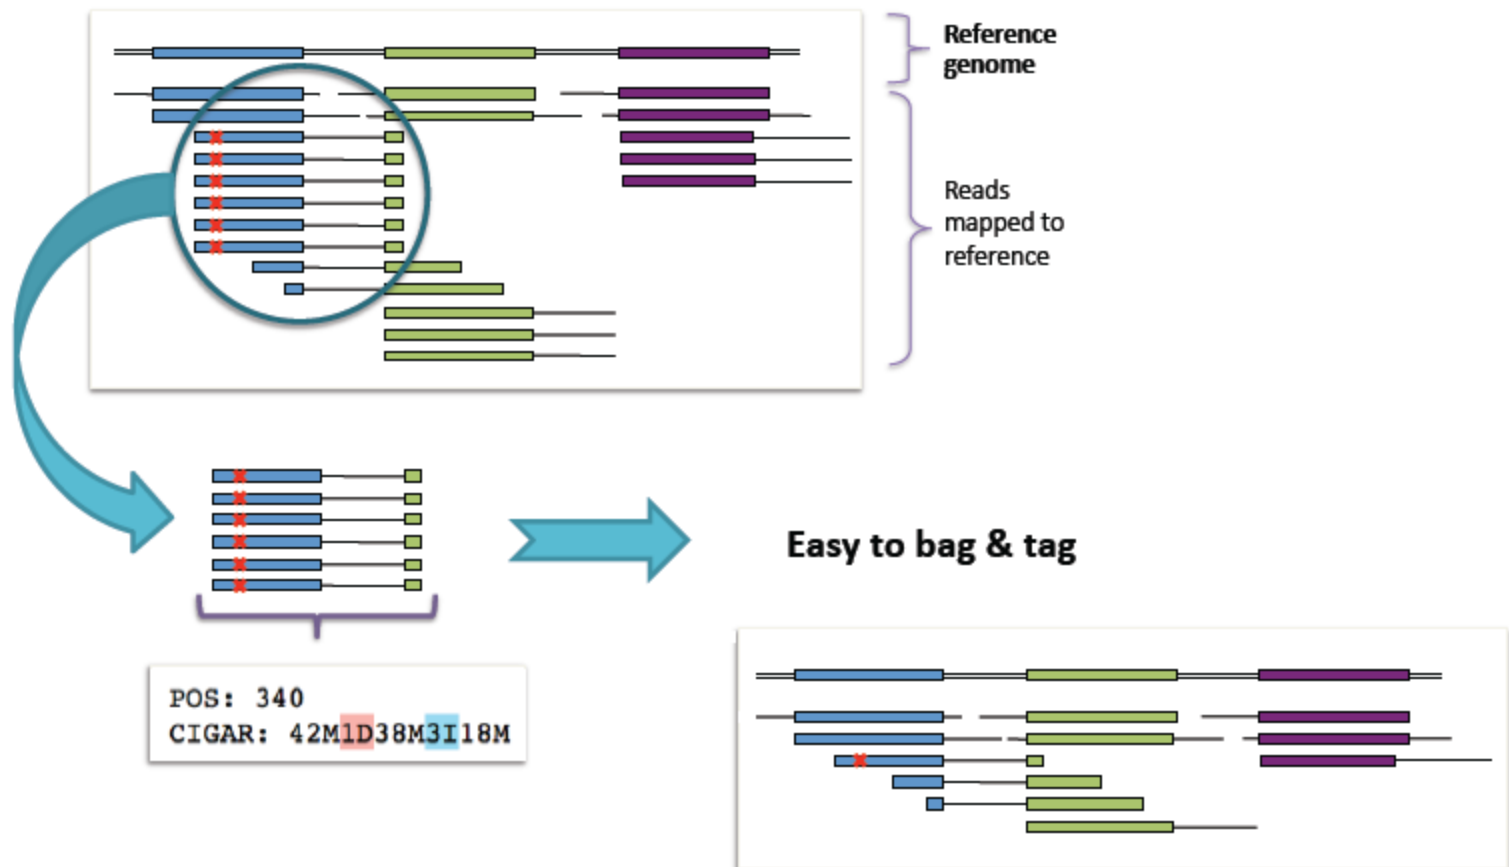 Reference
genome
Reads
mapped to
reference
Easy to bag & tag
POS: 340
CIGAR: 42M1D38M3I18M